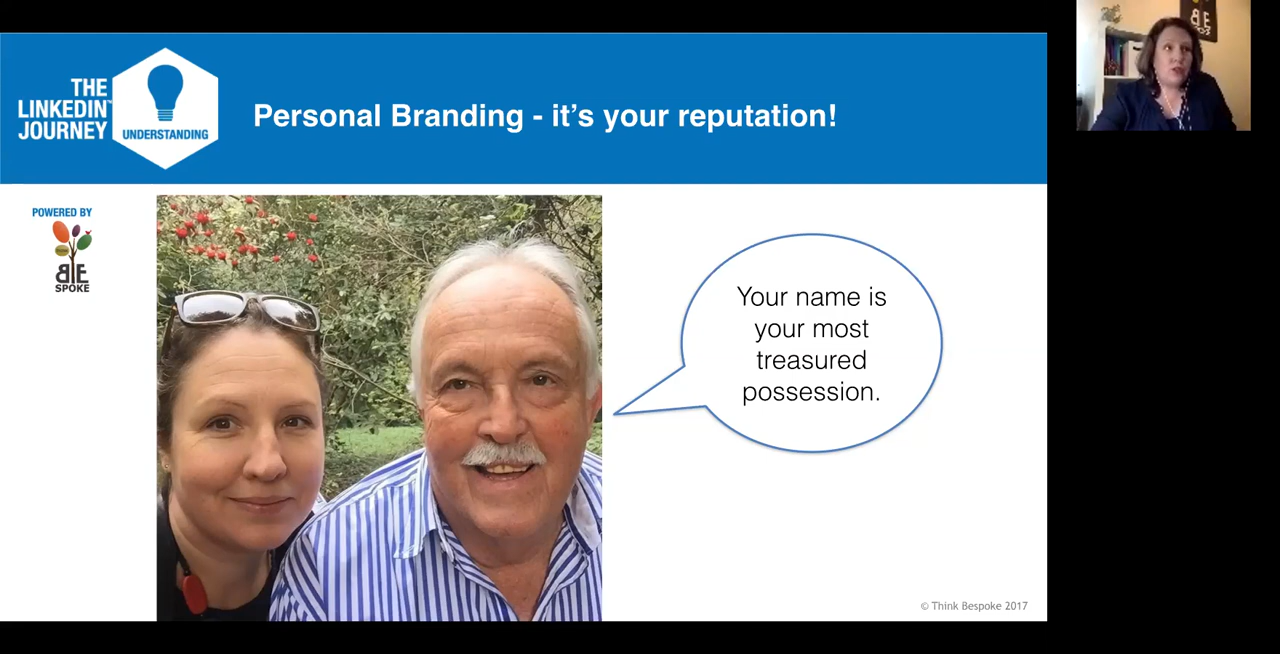 THE
LINKEDIN™
JOURNEY
UNDERSTANDING
Personal Branding - it's your reputation!
POWERED BY
BE
SPOKE
Your name is
your most
treasured
possession.
© Think Bespoke 2017